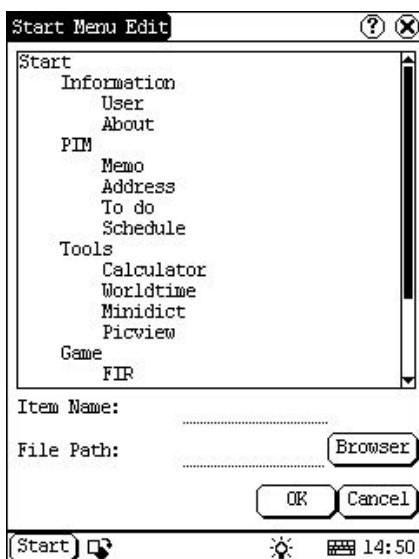 Start Menu Edit ?
Start
Information
User
About
PIM
Memo
Address
To do
Schedule
Tools
Calculator
Worldtime
Minidict
Picview
Game
FIR
Item Name:
File Path: Browser
OK Cancel
Start 14:50